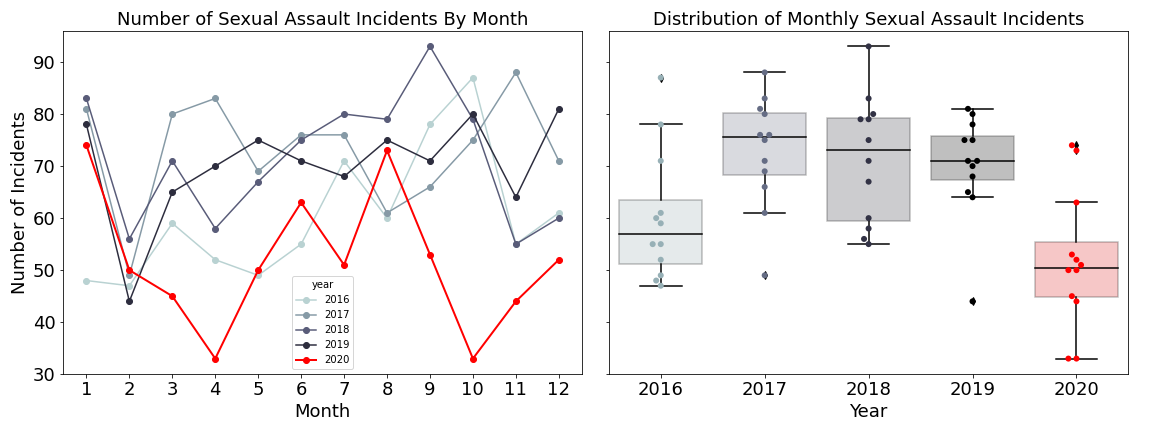 Number of Sexual Assault Incidents By Month
Number of Incidents
90
80
70
60
50
40
30
year
2016
2017
2018
2019
2020
1 2 3 4 5 6 7 8 9 10 11 12
Month
Distribution of Monthly Sexual Assault Incidents
2016 2017 2018 2019 2020
Year